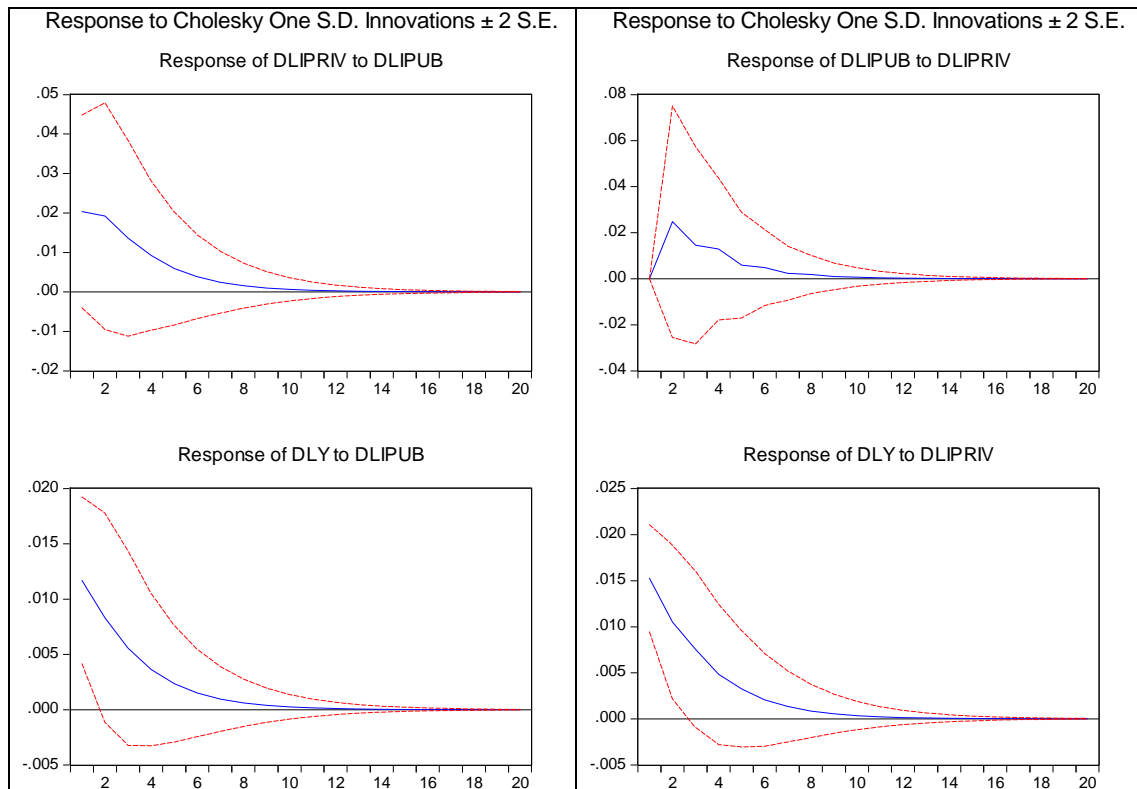 Response to Cholesky One S.D. Innovations ± 2 S.E.
Response of DLIPRIV to DLIPUB
.05
.04
.03
.02
.01
.00
-.01
-.02
2 4 6 8 10 12 14 16 18 20
Response of DLY to DLIPUB
.020
.015
.010
.005
.000
-.005
2 4 6 8 10 12 14 16 18 20
Response to Cholesky One S.D. Innovations ± 2 S.E.
Response of DLIPUB to DLIPRIV
.08
.06
.04
.02
.00
-.02
-.04
2 4 6 8 10 12 14 16 18 20
Response of DLY to DLIPRIV
.025
.020
.015
.010
.005
.000
-.005
2 4 6 8 10 12 14 16 18 20